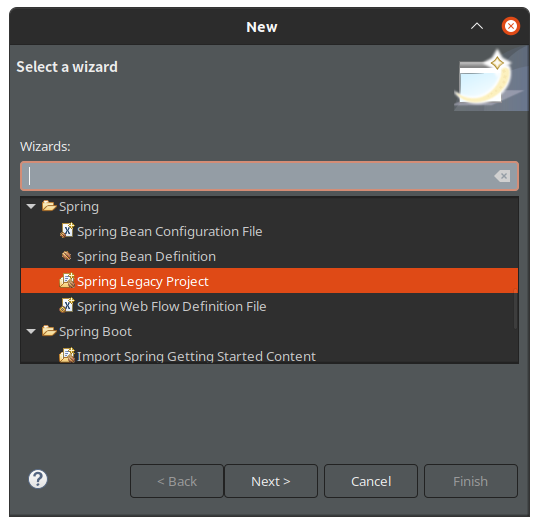 New
Select a wizard
Wizards:
Spring
Spring Bean Configuration File
Spring Bean Definition
Spring Legacy Project
Spring Web Flow Definition File
Spring Boot
Import Spring Getting Started Content
? < Back Next > Cancel Finish